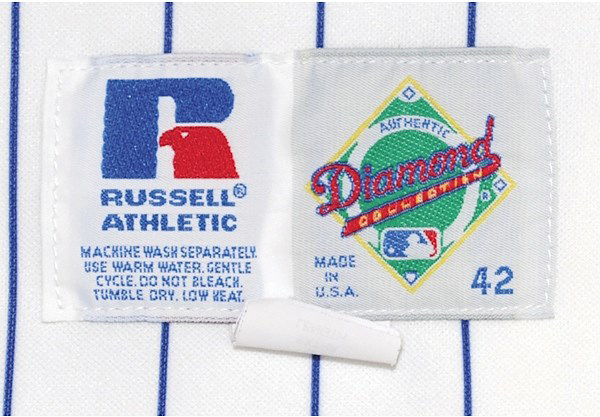 RUSSELL®
ATHLETIC
MACHINE WASH SEPARATELY.
USE WARM WATER, GENTLE
CYCLE. DO NOT BLEACH.
TUMBLE DRY. LOW HEAT.
AUTHENTIC
Diamond
COLLECTION
®
MADE
IN
U.S.A.
42